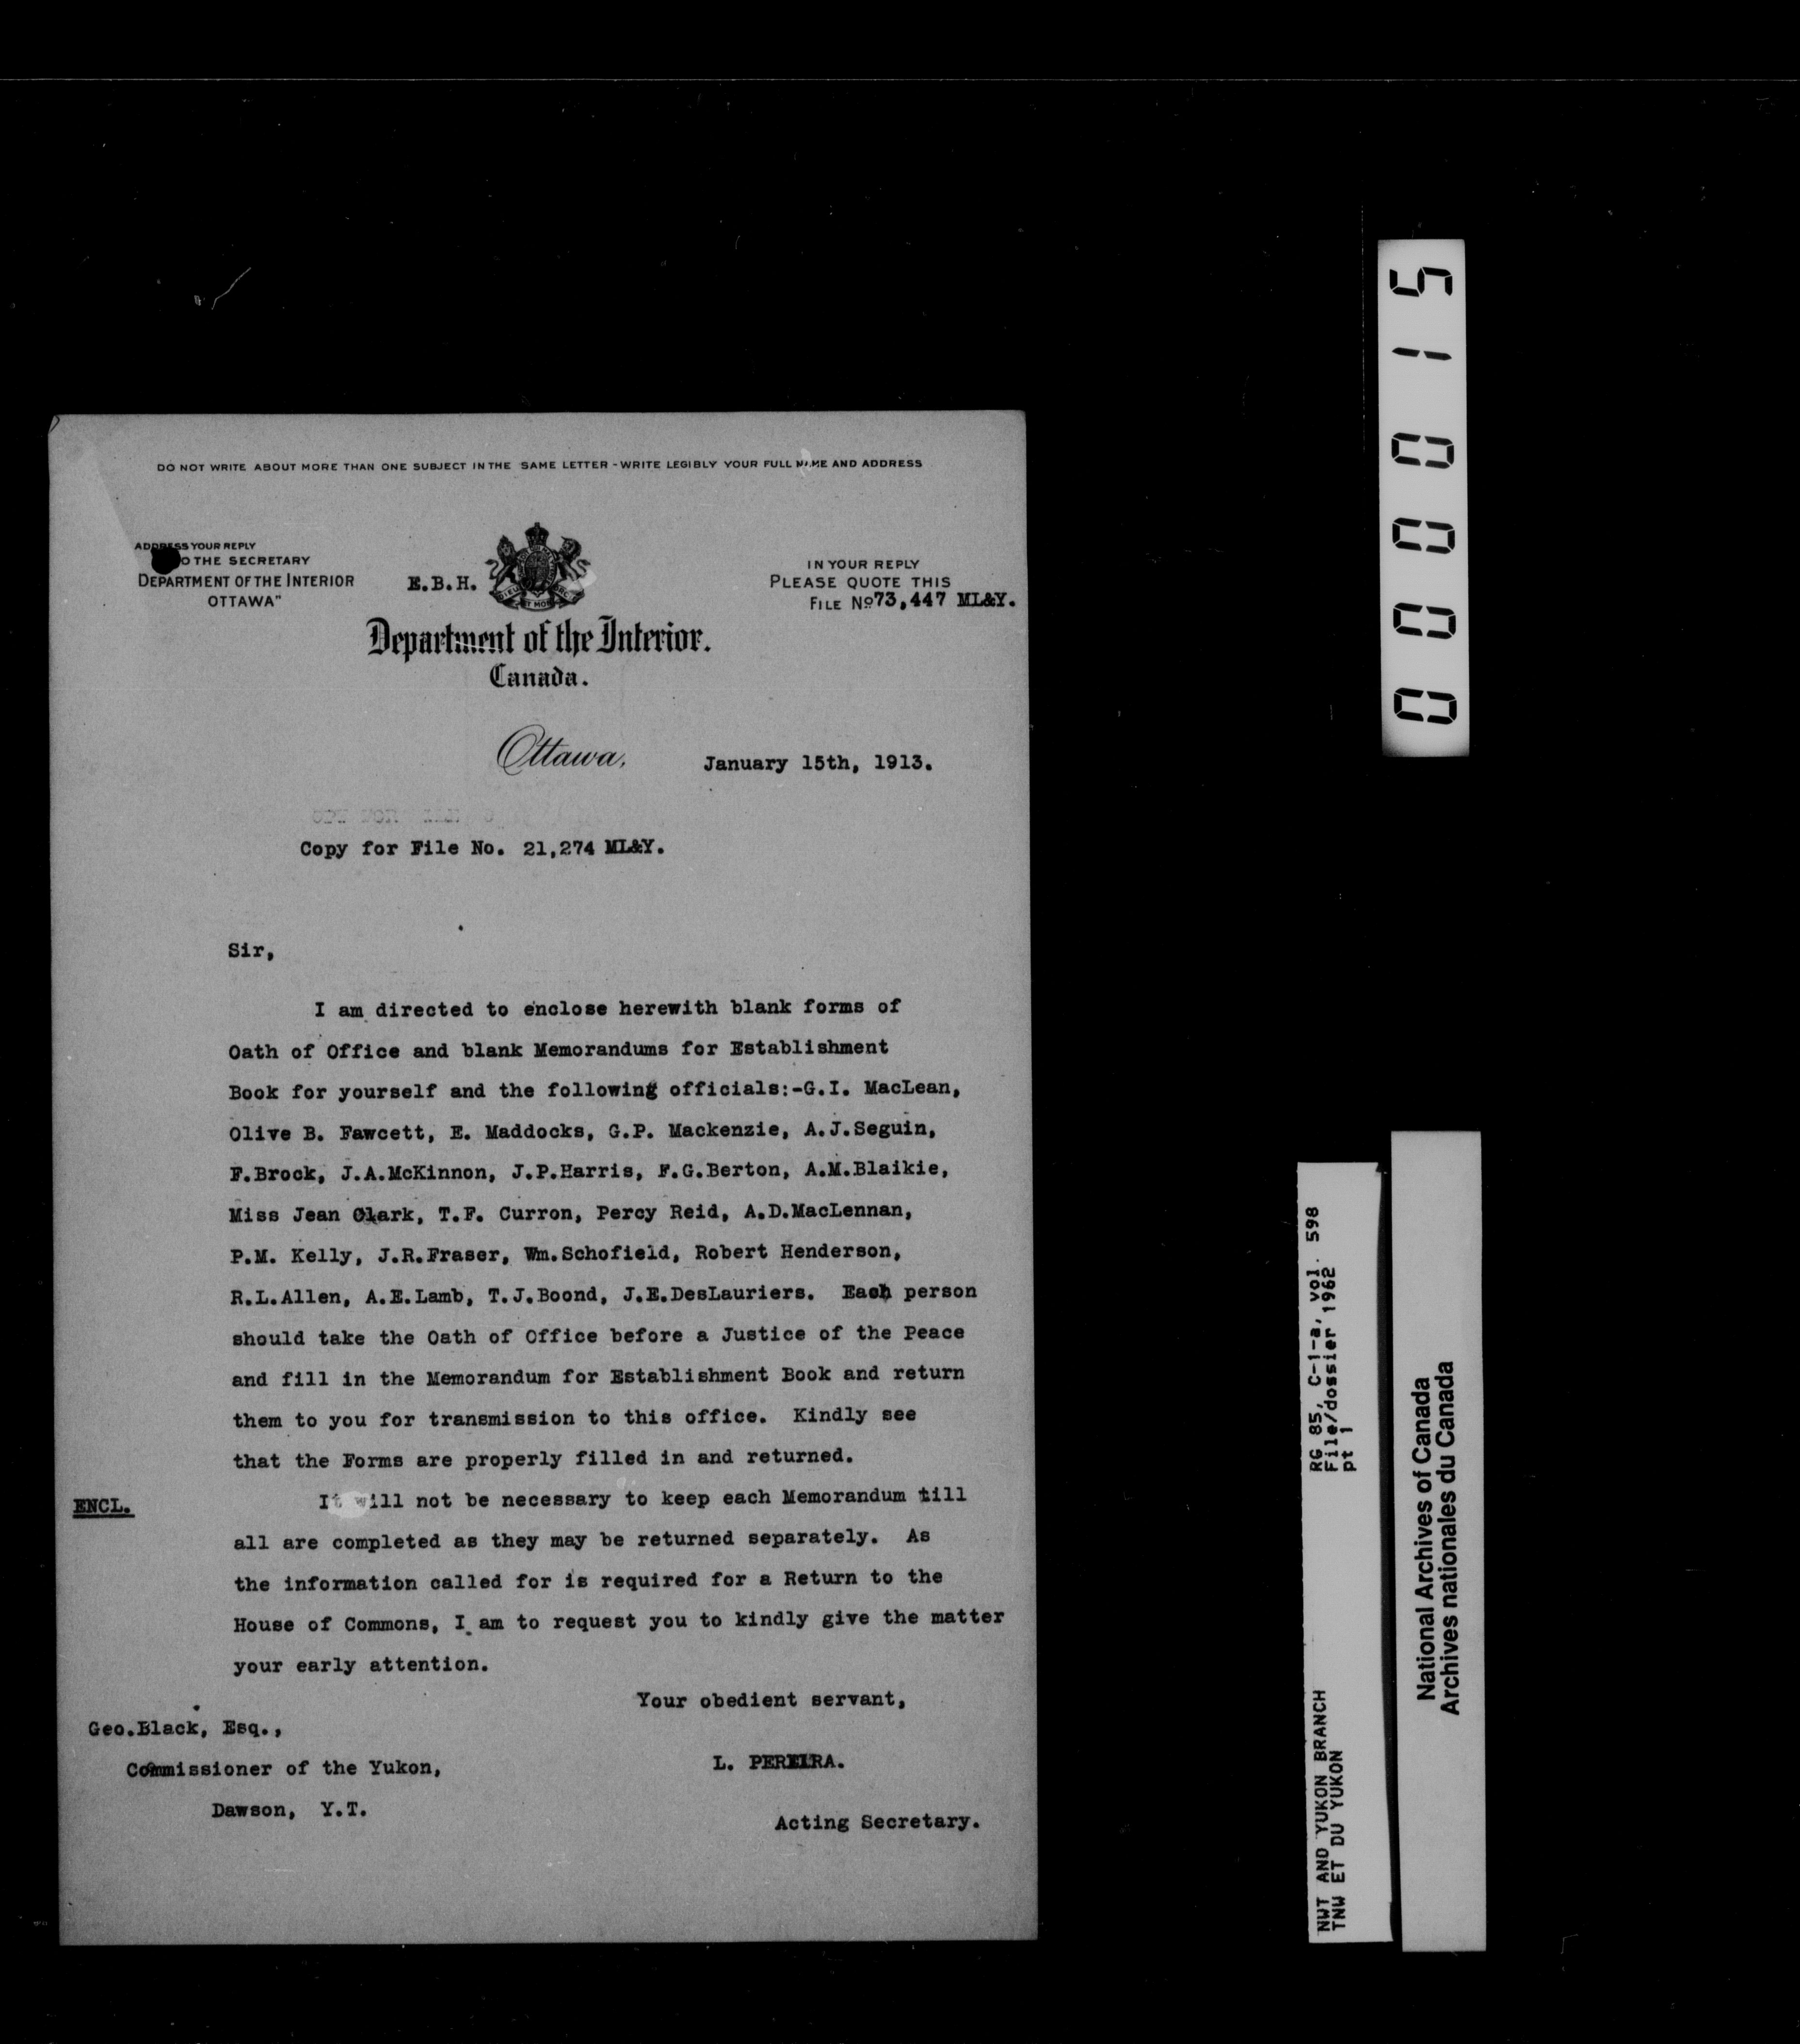 DO NOT WRITE ABOUT MORE THAN ONE SUBJECT IN THE SAME LETTER - WRITE LEGIBLY YOUR FULL NAME AND ADDRESS
ADDRESS YOUR REPLY
TO THE SECRETARY
DEPARTMENT OF THE INTERIOR
OTTAWA"
E.B.H.
IN YOUR REPLY
PLEASE QUOTE THIS
FILE No 73,447 ML&Y.
Department of the Interior.
Canada.
Ottawa, January 15th, 1913.
Copy for File No. 21,274 ML&Y.
Sir,
I am directed to enclose herewith blank forms of
Oath of Office and blank Memorandums for Establishment
Book for yourself and the following officials:-G.I. MacLean,
Olive B. Fawcett, E. Maddocks, G.P. Mackenzie, A.J.Seguin,
F.Brock, J.A.McKinnon, J.P.Harris, F.G.Berton, A.M.Blaikie,
Miss Jean Clark, T.F. Curron, Percy Reid, A.D.MacLennan,
P.M. Kelly, J.R.Fraser, Wm.Schofield, Robert Henderson,
R.L.Allen, A.E.Lamb, T.J.Boond, J.E.DesLauriers. Each person
should take the Oath of Office before a Justice of the Peace
and fill in the Memorandum for Establishment Book and return
them to you for transmission to this office. Kindly see
that the Forms are properly filled in and returned.
ENCL.
It will not be necessary to keep each Memorandum till
all are completed as they may be returned separately. As
the information called for is required for a Return to the
House of Commons, I am to request you to kindly give the matter
your early attention.
Your obedient servant,
Geo.Black, Esq.,
Commissioner of the Yukon,
Dawson, Y.T.
L. PEREIRA.
Acting Secretary.
00015
RG 85, C-1-a, vol. 598
File/dossier 1962
pt 1
NWT AND YUKON BRANCH
TNW ET DU YUKON
National Archives of Canada
Archives nationales du Canada